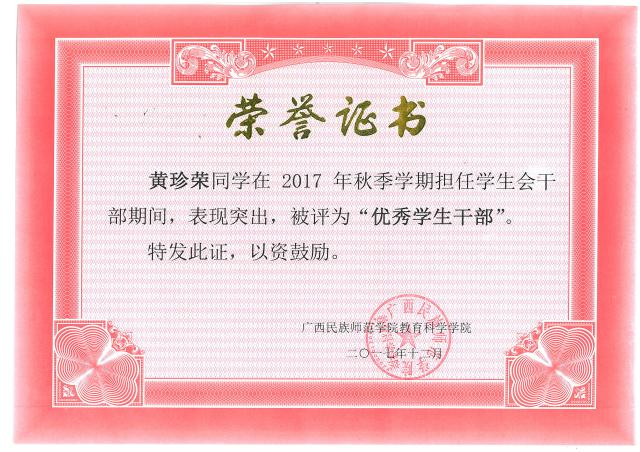 荣誉证书
黄珍荣同学在 2017 年秋季学期担任学生会干
部期间，表现突出，被评为“优秀学生干部”。
特发此证，以资鼓励。
广西民族师范学院教育科学学院
二〇一七年十二月